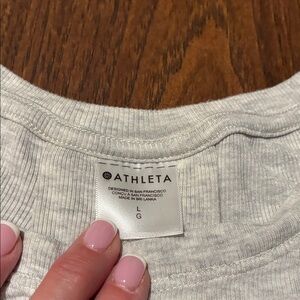 ATHLETA
DESIGNED IN SAN FRANCISCO
CONÇU À SAN FRANCISCO
MADE IN SRI LANKA
L
G